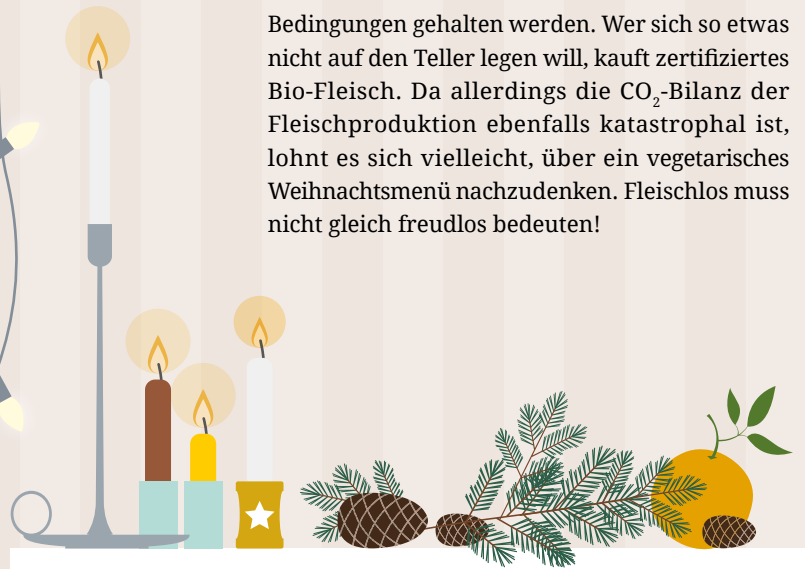 Bedingungen gehalten werden. Wer sich so etwas
nicht auf den Teller legen will, kauft zertifiziertes
Bio-Fleisch. Da allerdings die CO₂-Bilanz der
Fleischproduktion ebenfalls katastrophal ist,
lohnt es sich vielleicht, über ein vegetarisches
Weihnachtsmenü nachzudenken. Fleischlos muss
nicht gleich freudlos bedeuten!